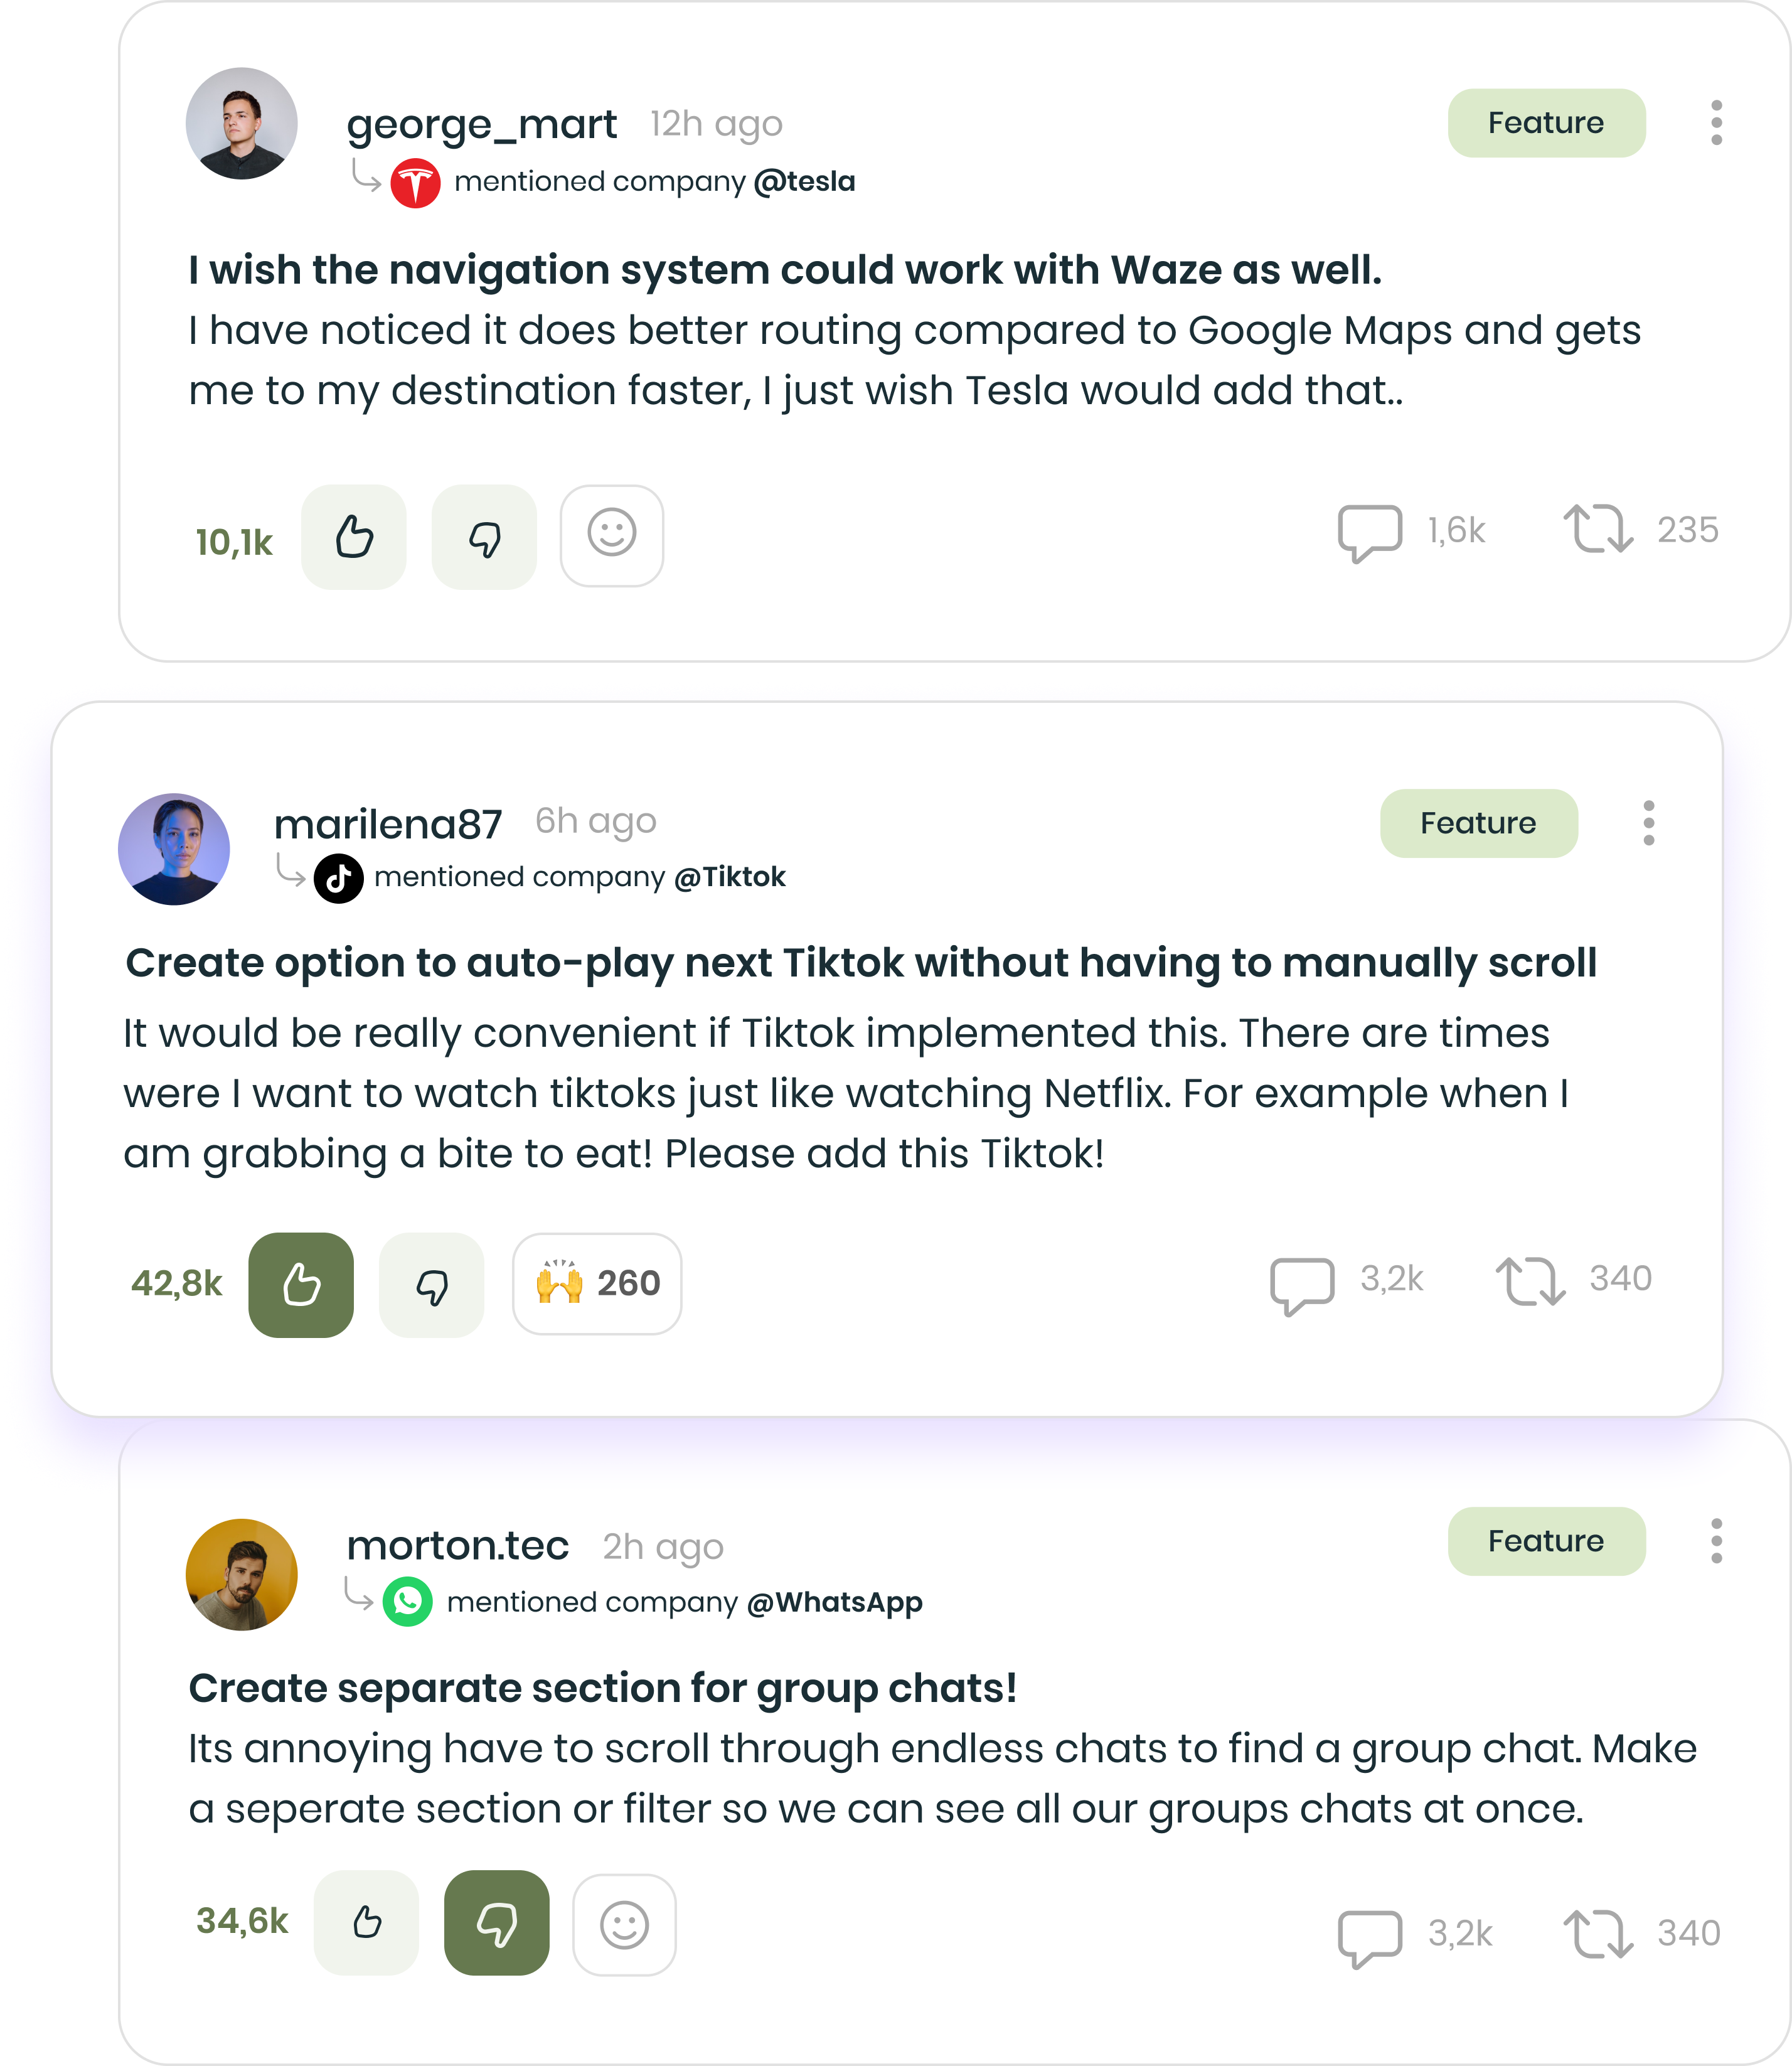 george_mart 12h ago Feature
mentioned company @tesla
I wish the navigation system could work with Waze as well.
I have noticed it does better routing compared to Google Maps and gets
me to my destination faster, I just wish Tesla would add that..
10,1k 1,6k 235
marilena87 6h ago Feature
mentioned company @Tiktok
Create option to auto-play next Tiktok without having to manually scroll
It would be really convenient if Tiktok implemented this. There are times
were I want to watch tiktoks just like watching Netflix. For example when I
am grabbing a bite to eat! Please add this Tiktok!
42,8k 260 3,2k 340
morton.tec 2h ago Feature
mentioned company @WhatsApp
Create separate section for group chats!
Its annoying have to scroll through endless chats to find a group chat. Make
a seperate section or filter so we can see all our groups chats at once.
34,6k 3,2k 340